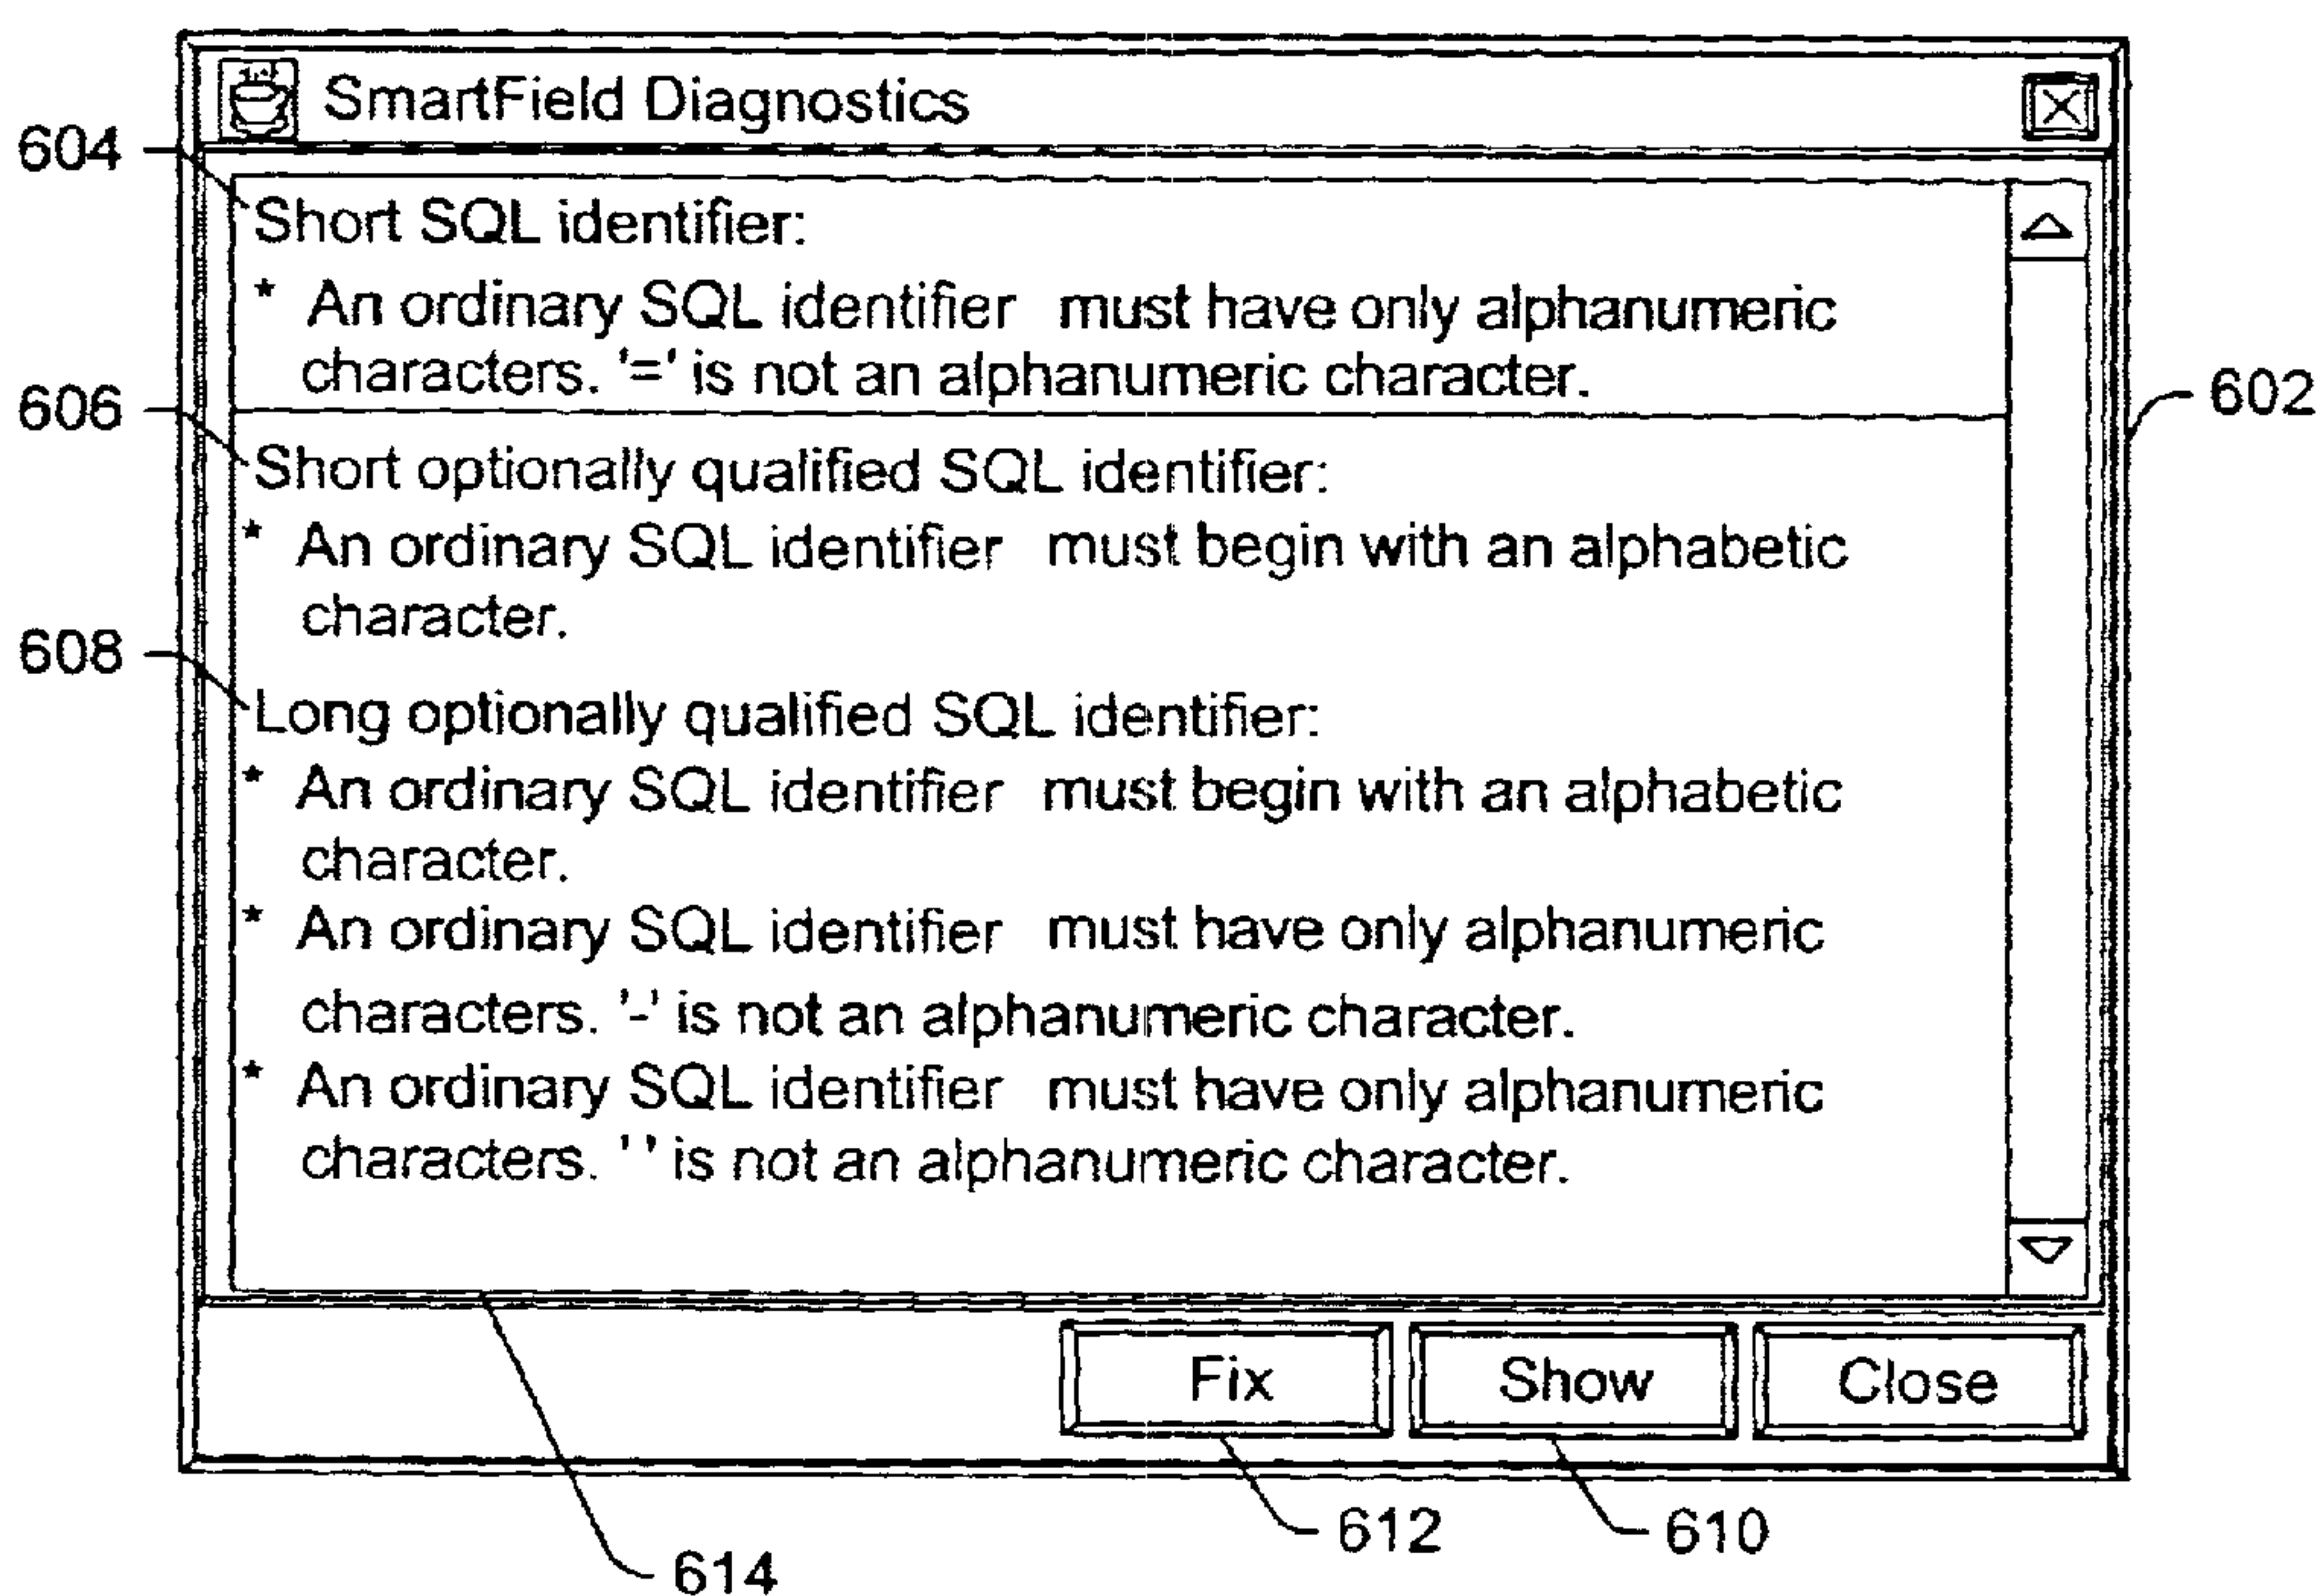 SmartField Diagnostics
604
Short SQL identifier:
* An ordinary SQL identifier must have only alphanumeric
characters. '=' is not an alphanumeric character.
606
602
Short optionally qualified SQL identifier:
* An ordinary SQL identifier must begin with an alphabetic
character.
608
Long optionally qualified SQL identifier:
* An ordinary SQL identifier must begin with an alphabetic
character.
* An ordinary SQL identifier must have only alphanumeric
characters. '-' is not an alphanumeric character.
* An ordinary SQL identifier must have only alphanumeric
characters. ' ' is not an alphanumeric character.
Fix Show Close
612 610
614